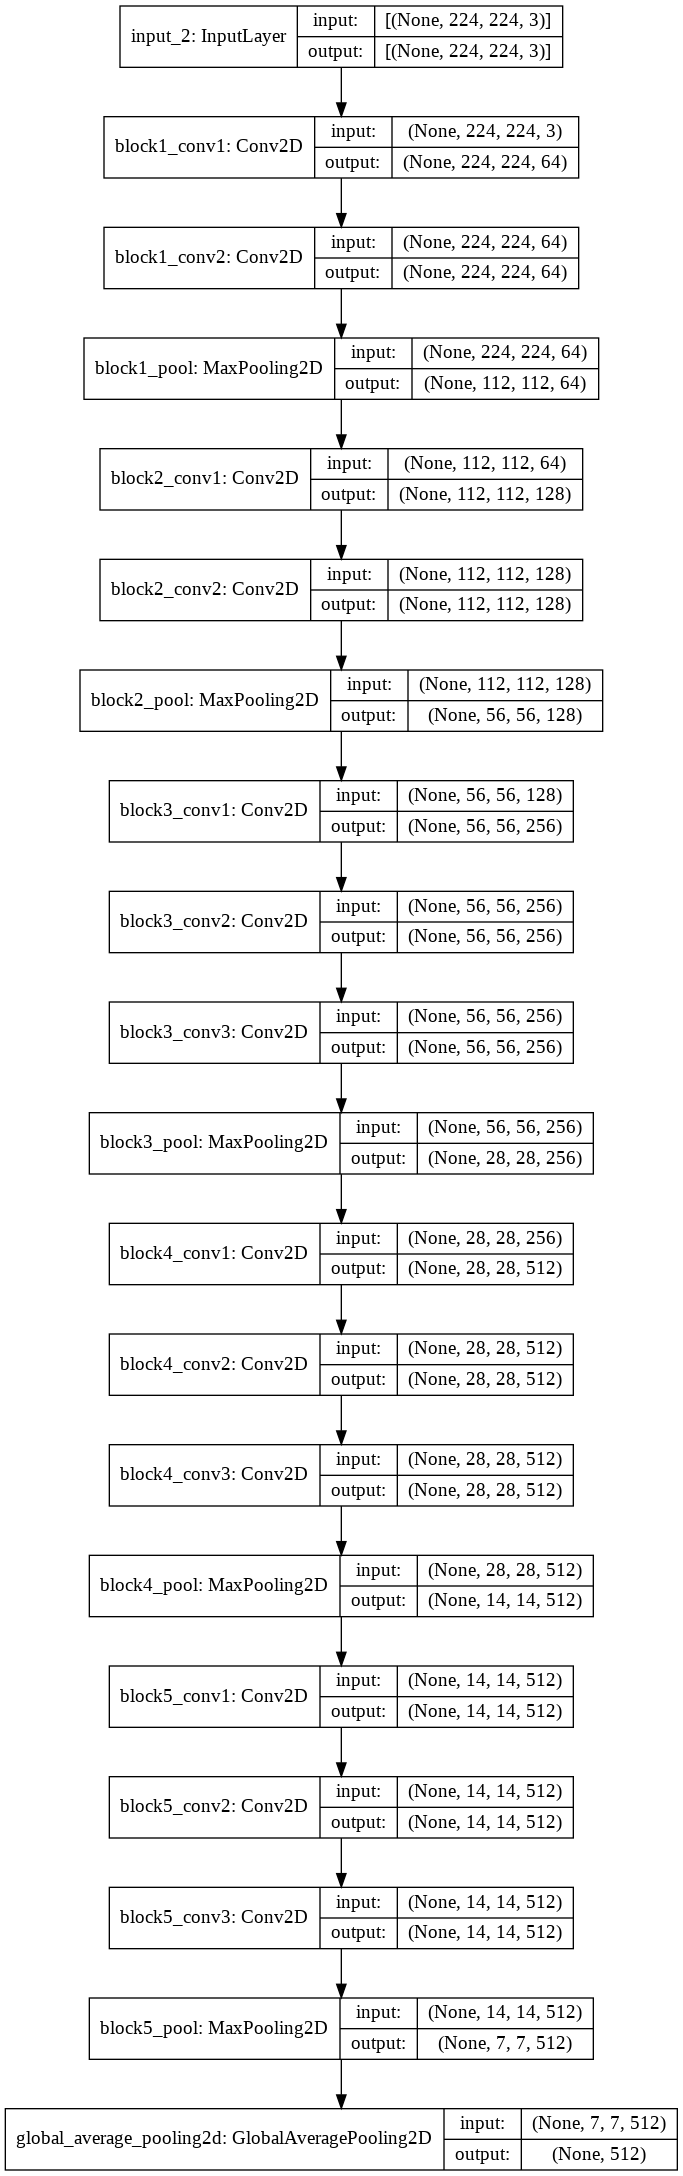 input_2: InputLayer
input: [(None, 224, 224, 3)]
output: [(None, 224, 224, 3)]
block1_conv1: Conv2D
input: (None, 224, 224, 3)
output: (None, 224, 224, 64)
block1_conv2: Conv2D
input: (None, 224, 224, 64)
output: (None, 224, 224, 64)
block1_pool: MaxPooling2D
input: (None, 224, 224, 64)
output: (None, 112, 112, 64)
block2_conv1: Conv2D
input: (None, 112, 112, 64)
output: (None, 112, 112, 128)
block2_conv2: Conv2D
input: (None, 112, 112, 128)
output: (None, 112, 112, 128)
block2_pool: MaxPooling2D
input: (None, 112, 112, 128)
output: (None, 56, 56, 128)
block3_conv1: Conv2D
input: (None, 56, 56, 128)
output: (None, 56, 56, 256)
block3_conv2: Conv2D
input: (None, 56, 56, 256)
output: (None, 56, 56, 256)
block3_conv3: Conv2D
input: (None, 56, 56, 256)
output: (None, 56, 56, 256)
block3_pool: MaxPooling2D
input: (None, 56, 56, 256)
output: (None, 28, 28, 256)
block4_conv1: Conv2D
input: (None, 28, 28, 256)
output: (None, 28, 28, 512)
block4_conv2: Conv2D
input: (None, 28, 28, 512)
output: (None, 28, 28, 512)
block4_conv3: Conv2D
input: (None, 28, 28, 512)
output: (None, 28, 28, 512)
block4_pool: MaxPooling2D
input: (None, 28, 28, 512)
output: (None, 14, 14, 512)
block5_conv1: Conv2D
input: (None, 14, 14, 512)
output: (None, 14, 14, 512)
block5_conv2: Conv2D
input: (None, 14, 14, 512)
output: (None, 14, 14, 512)
block5_conv3: Conv2D
input: (None, 14, 14, 512)
output: (None, 14, 14, 512)
block5_pool: MaxPooling2D
input: (None, 14, 14, 512)
output: (None, 7, 7, 512)
global_average_pooling2d: GlobalAveragePooling2D
input: (None, 7, 7, 512)
output: (None, 512)